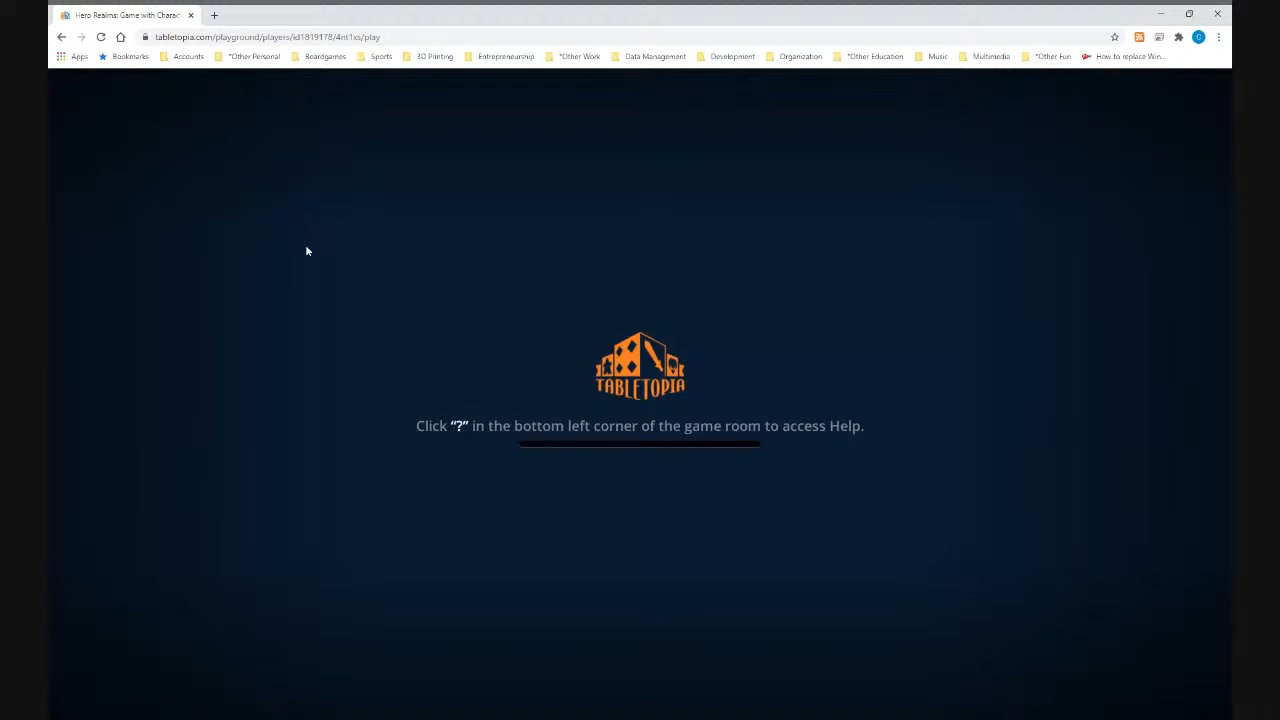 Hero Realms: Game with Charac
tabletopia.com/playground/players/id1819178/4nt1xs/play
C
Apps Bookmarks Accounts *Other Personal Boardgames Sports 3D Printing Entrepreneurship *Other Work Data Management Development Organization *Other Education Music Multimedia *Other Fun How to replace Win...
TABLETOPIA
Click "?" in the bottom left corner of the game room to access Help.